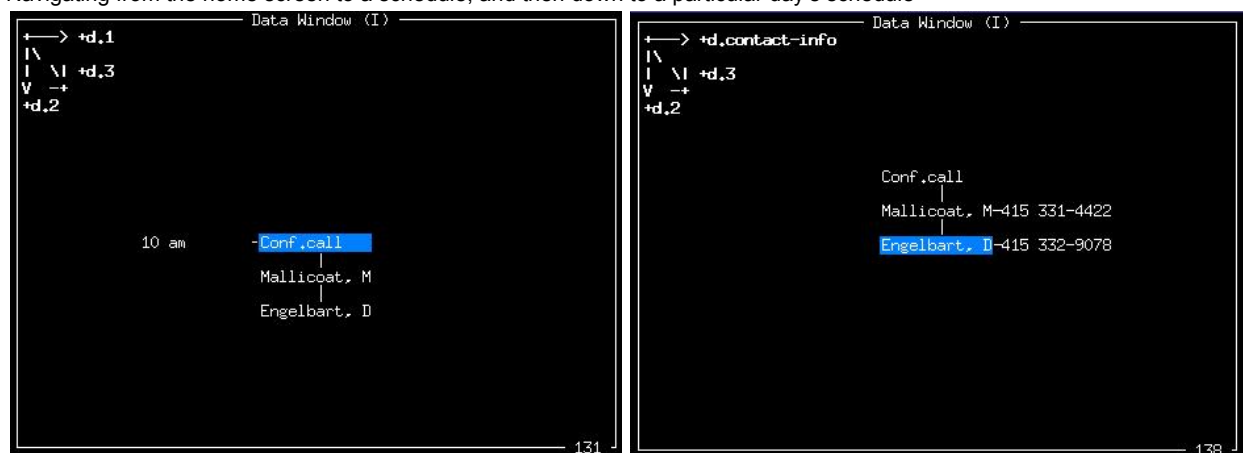 Navigating from the home screen to a schedule, and then down to a particular day's schedule
Data Window (I)
+——> +d.1
|\
| \| +d.3
V -+
+d.2
10 am -Conf.call
|
Mallicoat, M
|
Engelbart, D
131
Data Window (I)
+——> +d.contact-info
|\
| \| +d.3
V -+
+d.2
Conf.call
|
Mallicoat, M-415 331-4422
|
Engelbart, D-415 332-9078
138